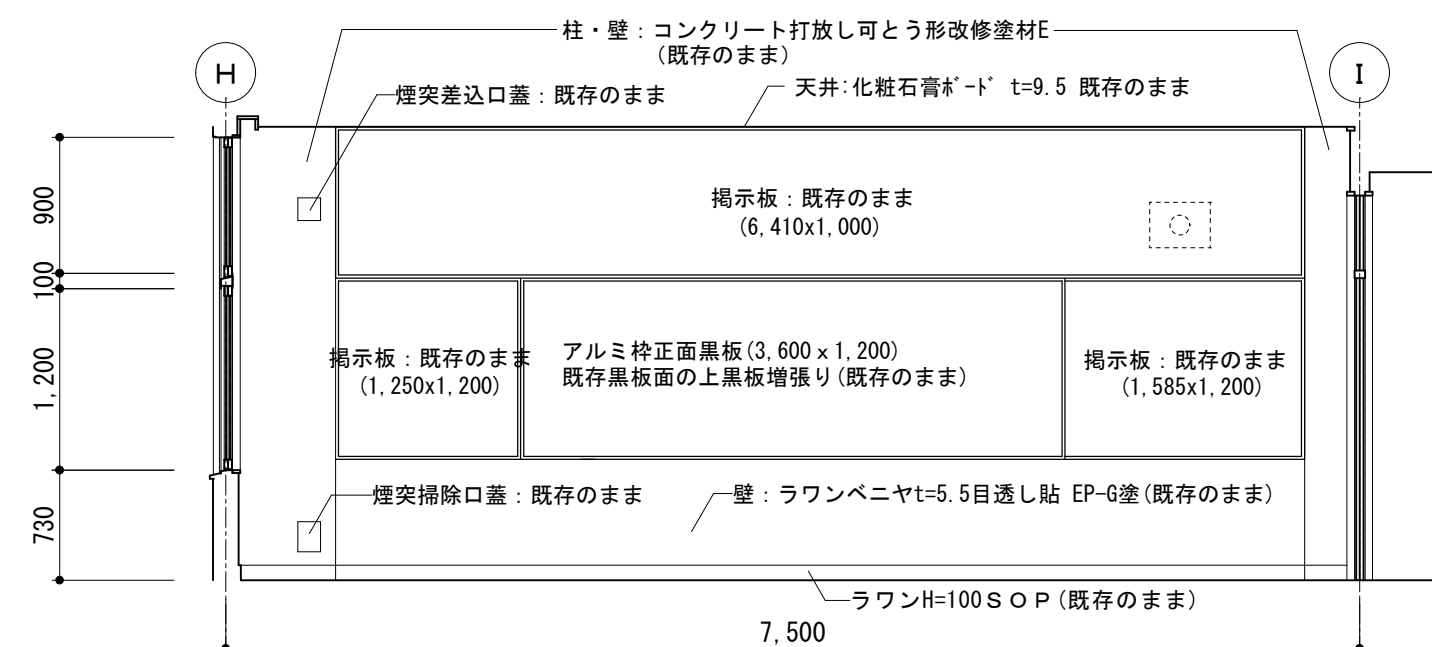 柱・壁：コンクリート打放し可とう形改修塗材E
(既存のまま)
H
I
煙突差込口蓋：既存のまま
天井:化粧石膏ﾎﾞｰﾄﾞ t=9.5 既存のまま
900
掲示板：既存のまま
(6,410x1,000)
100
1,200
掲示板：既存のまま
(1,250x1,200)
アルミ枠正面黒板(3,600ｘ1,200)
既存黒板面の上黒板増張り(既存のまま)
掲示板：既存のまま
(1,585x1,200)
730
煙突掃除口蓋：既存のまま
壁：ラワンベニヤt=5.5目透し貼 EP-G塗(既存のまま)
ラワンH=100ＳＯＰ(既存のまま)
7,500